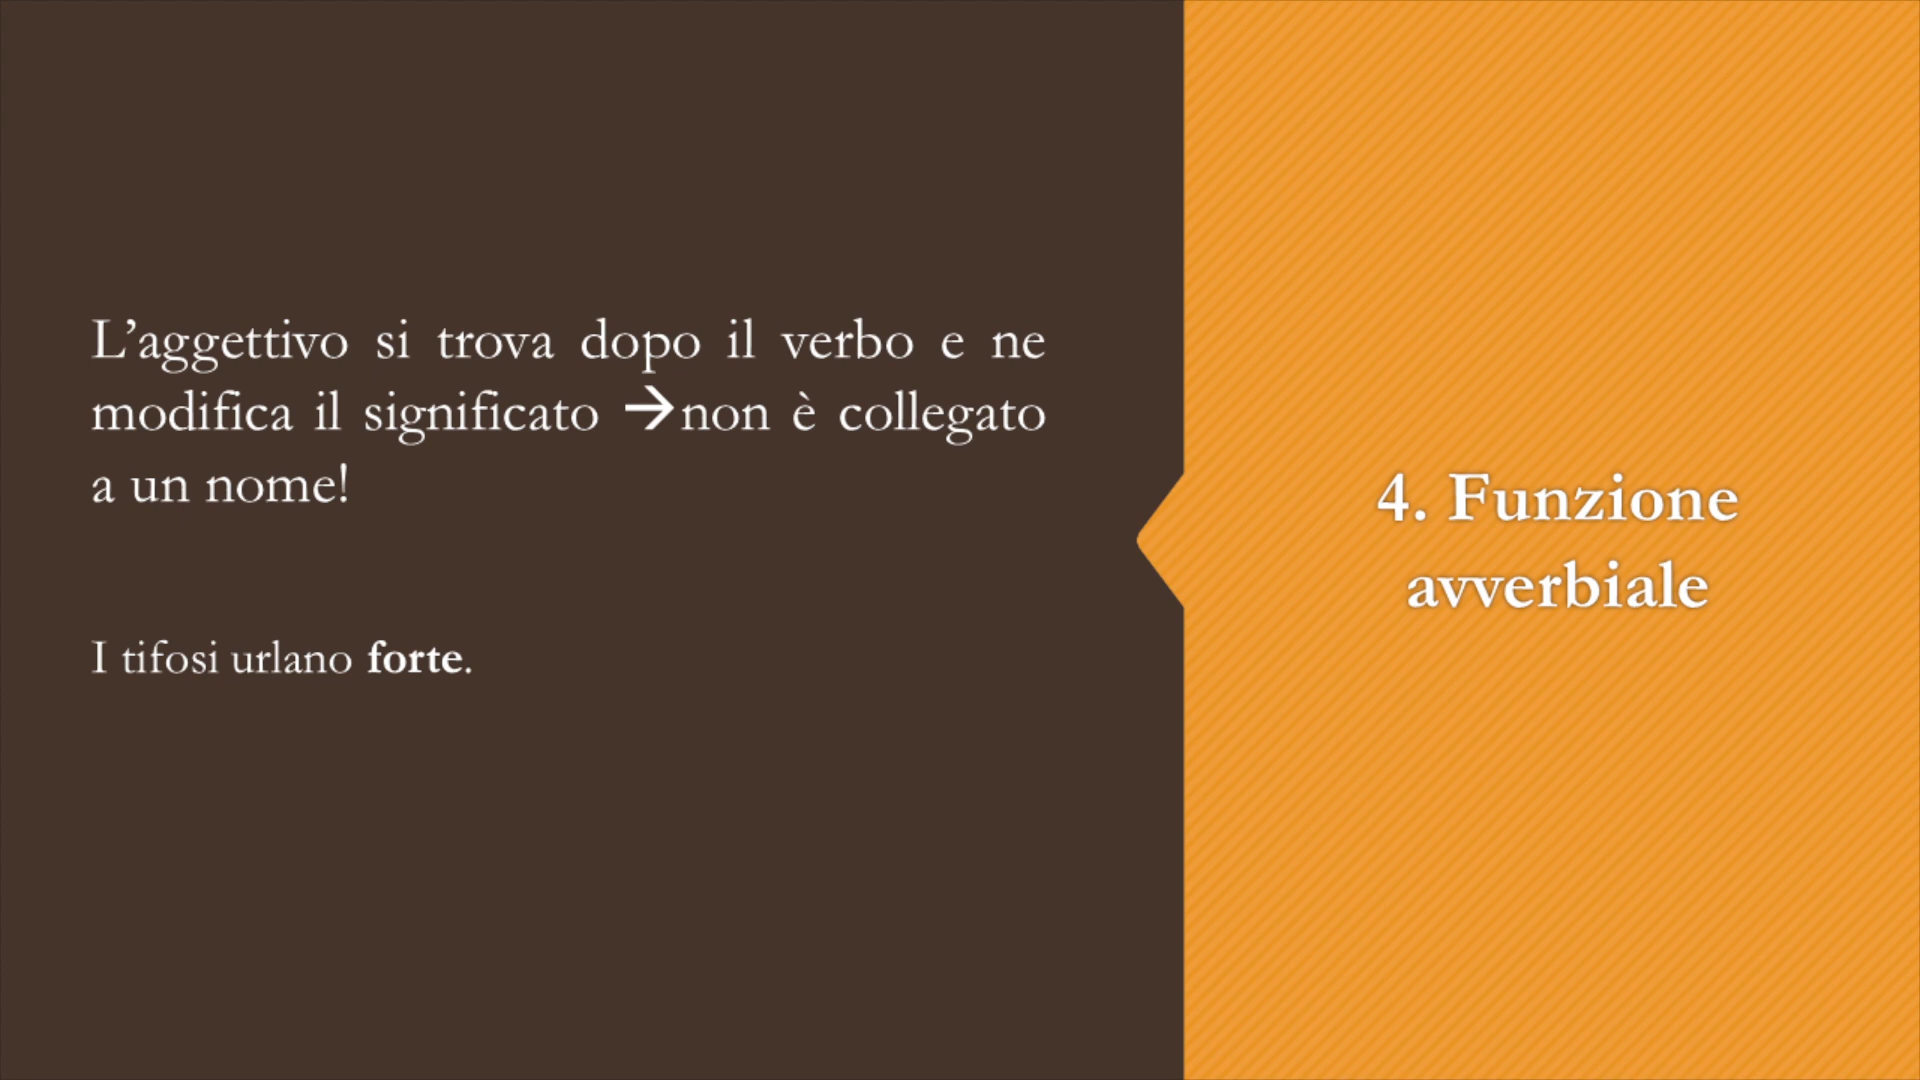 L’aggettivo si trova dopo il verbo e ne
modifica il significato →non è collegato
a un nome!
I tifosi urlano forte.
4. Funzione
avverbiale